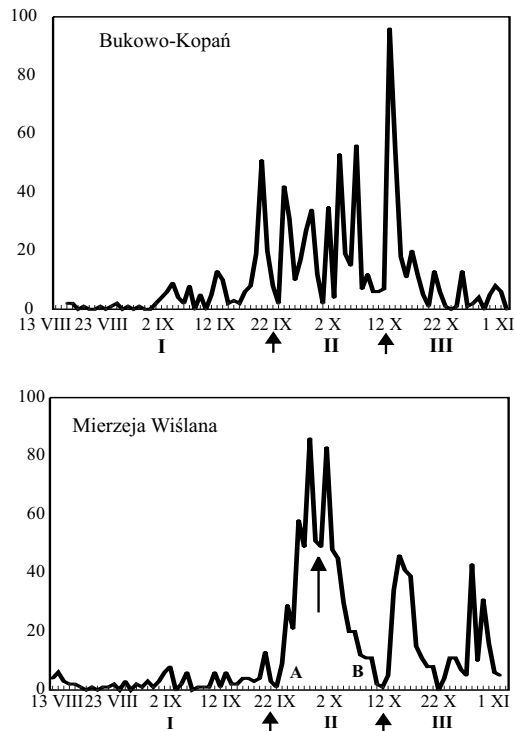 100
Bukowo-Kopań
80
60
40
20
0
13 VIII 23 VIII 2 IX 12 IX 22 IX 2 X 12 X 22 X 1 XI
I II III
100
Mierzeja Wiślana
80
60
40
20
A B
0
13 VIII 23 VIII 2 IX 12 IX 22 IX 2 X 12 X 22 X 1 XI
I II III